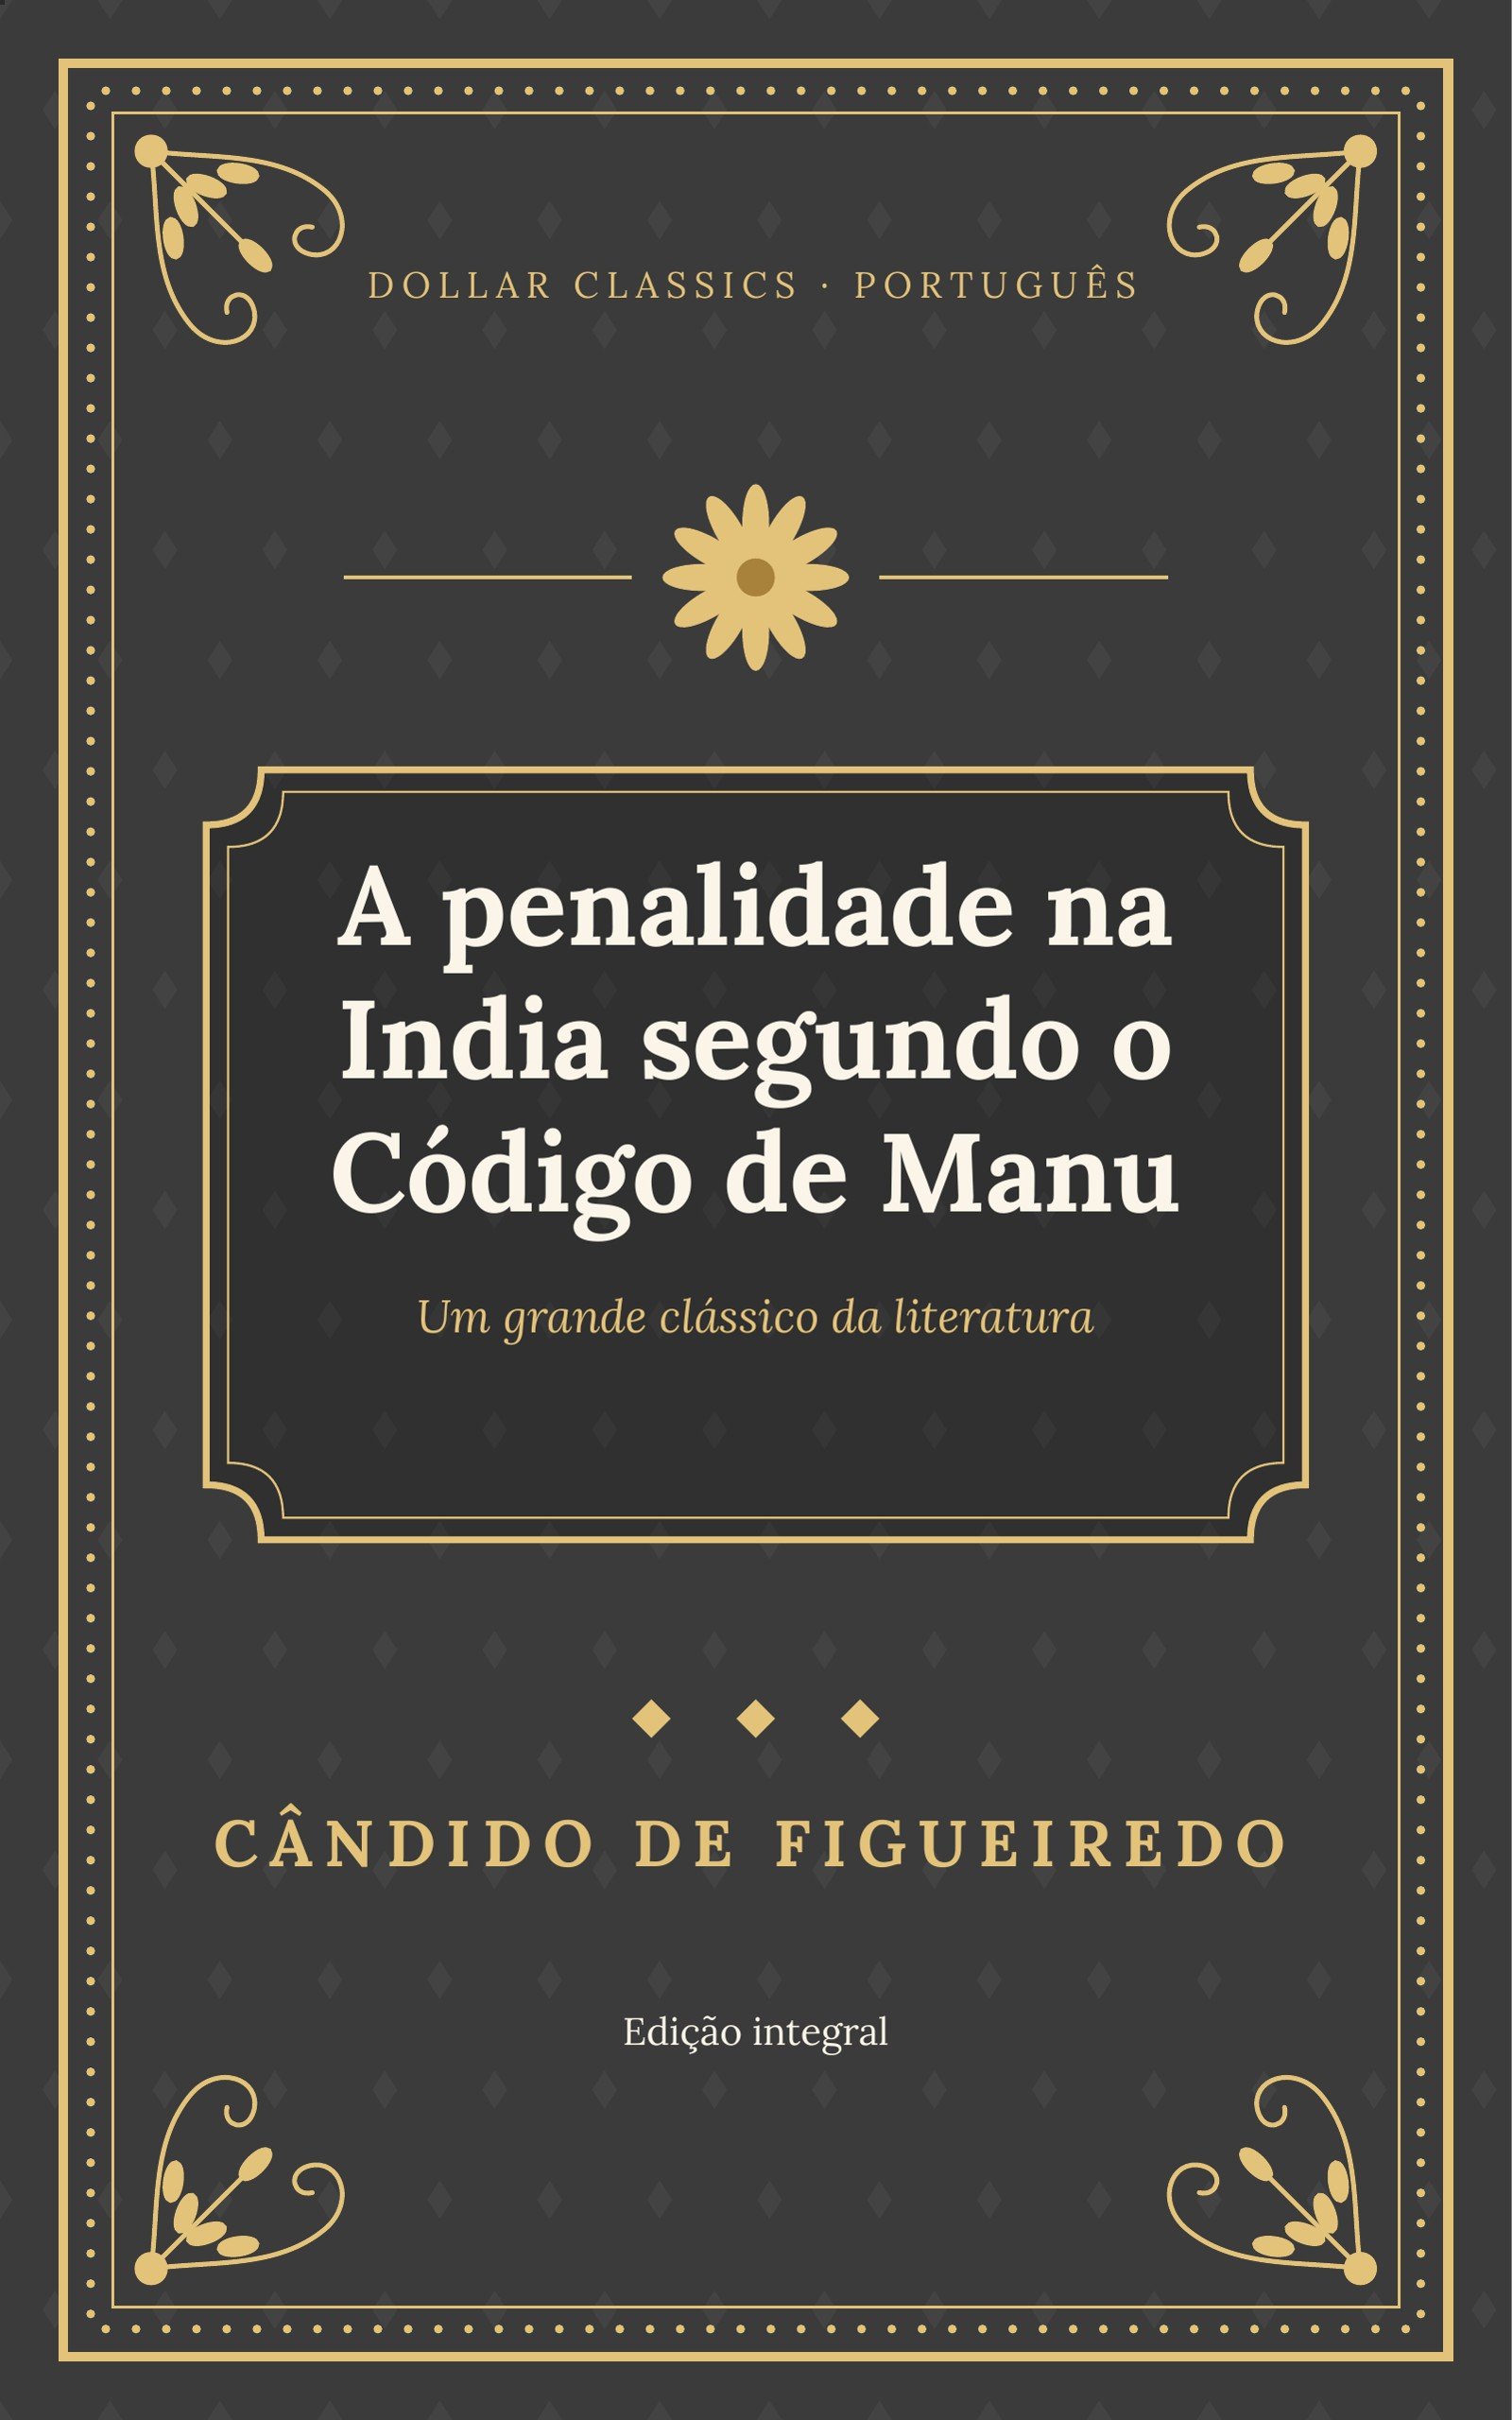 DOLLAR CLASSICS · PORTUGUÊS
A penalidade na
India segundo o
Código de Manu
Um grande clássico da literatura
CÂNDIDO DE FIGUEIREDO
Edição integral